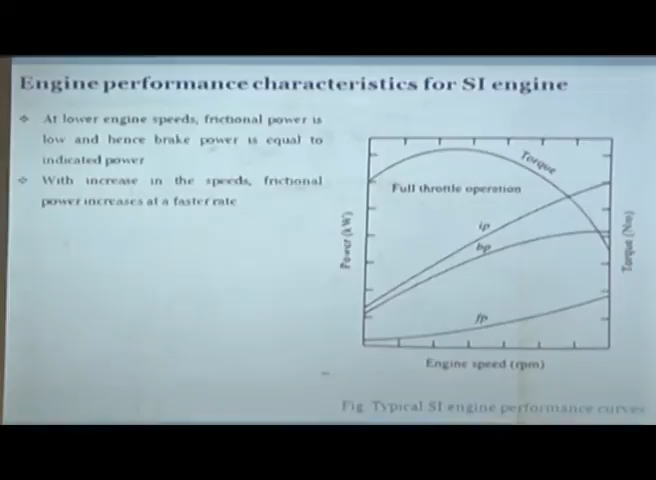 Engine performance characteristics for SI engine
At lower engine speeds, frictional power is
low and hence brake power is equal to
indicated power
With increase in the speeds, frictional
power increases at a faster rate
Torque
Full throttle operation
ip
bp
fp
Power (kW)
Torque (Nm)
Engine speed (rpm)
Fig Typical SI engine performance curves